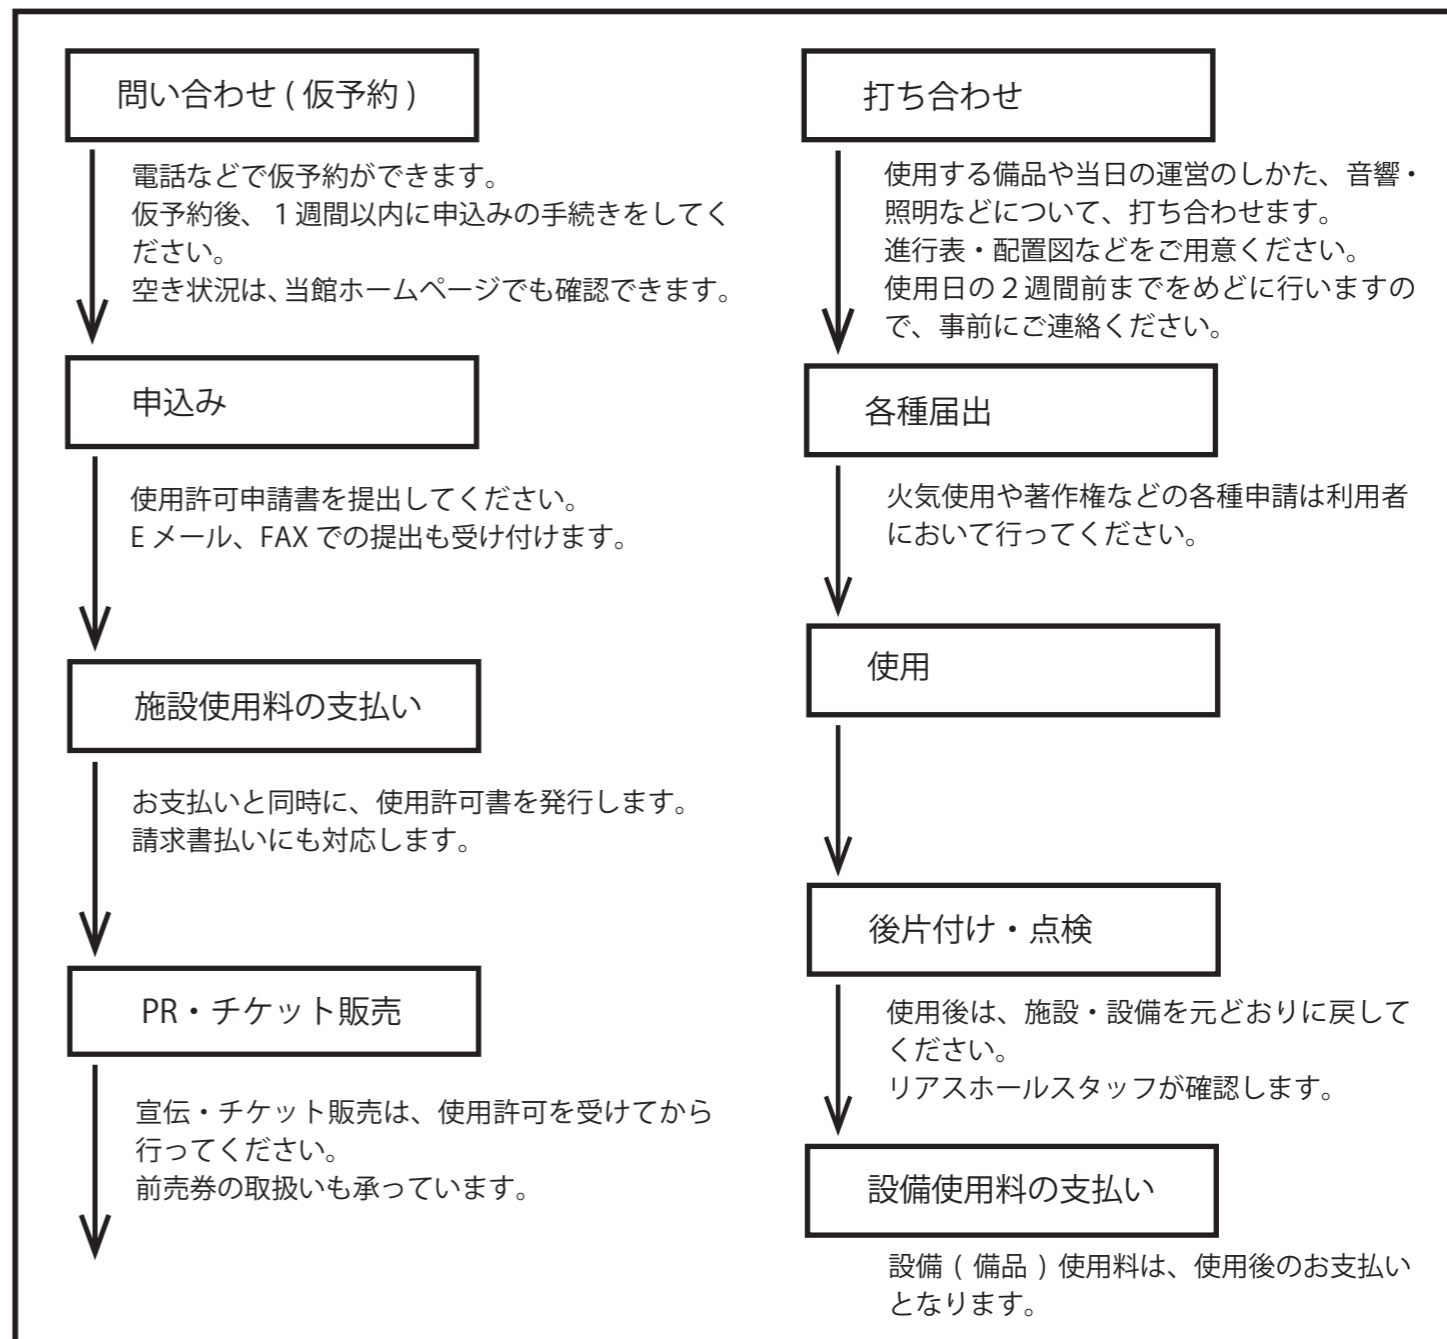 問い合わせ ( 仮予約 )
電話などで仮予約ができます。
仮予約後、１週間以内に申込みの手続きをしてく
ださい。
空き状況は、当館ホームページでも確認できます。
申込み
使用許可申請書を提出してください。
E メール、FAX での提出も受け付けます。
施設使用料の支払い
お支払いと同時に、使用許可書を発行します。
請求書払いにも対応します。
PR・チケット販売
宣伝・チケット販売は、使用許可を受けてから
行ってください。
前売券の取扱いも承っています。
打ち合わせ
使用する備品や当日の運営のしかた、音響・
照明などについて、打ち合わせます。
進行表・配置図などをご用意ください。
使用日の２週間前までをめどに行いますの
で、事前にご連絡ください。
各種届出
火気使用や著作権などの各種申請は利用者
において行ってください。
使用
後片付け・点検
使用後は、施設・設備を元どおりに戻して
ください。
リアスホールスタッフが確認します。
設備使用料の支払い
設備 ( 備品 ) 使用料は、使用後のお支払い
となります。